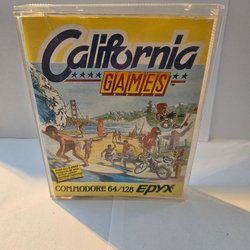 California
GAMES
COMMODORE 64/128 EPYX